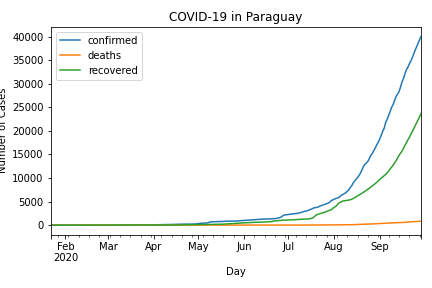 COVID-19 in Paraguay
confirmed
deaths
recovered
40000
35000
30000
25000
20000
15000
10000
5000
0
Number of Cases
Feb Mar Apr May Jun Jul Aug Sep
2020
Day